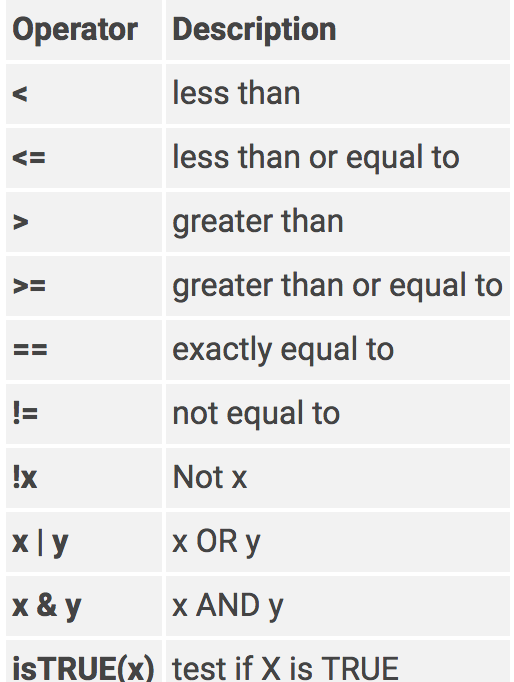 Operator Description
< less than
<= less than or equal to
> greater than
>= greater than or equal to
== exactly equal to
!= not equal to
!x Not x
x | y x OR y
x & y x AND y
isTRUE(x) test if X is TRUE